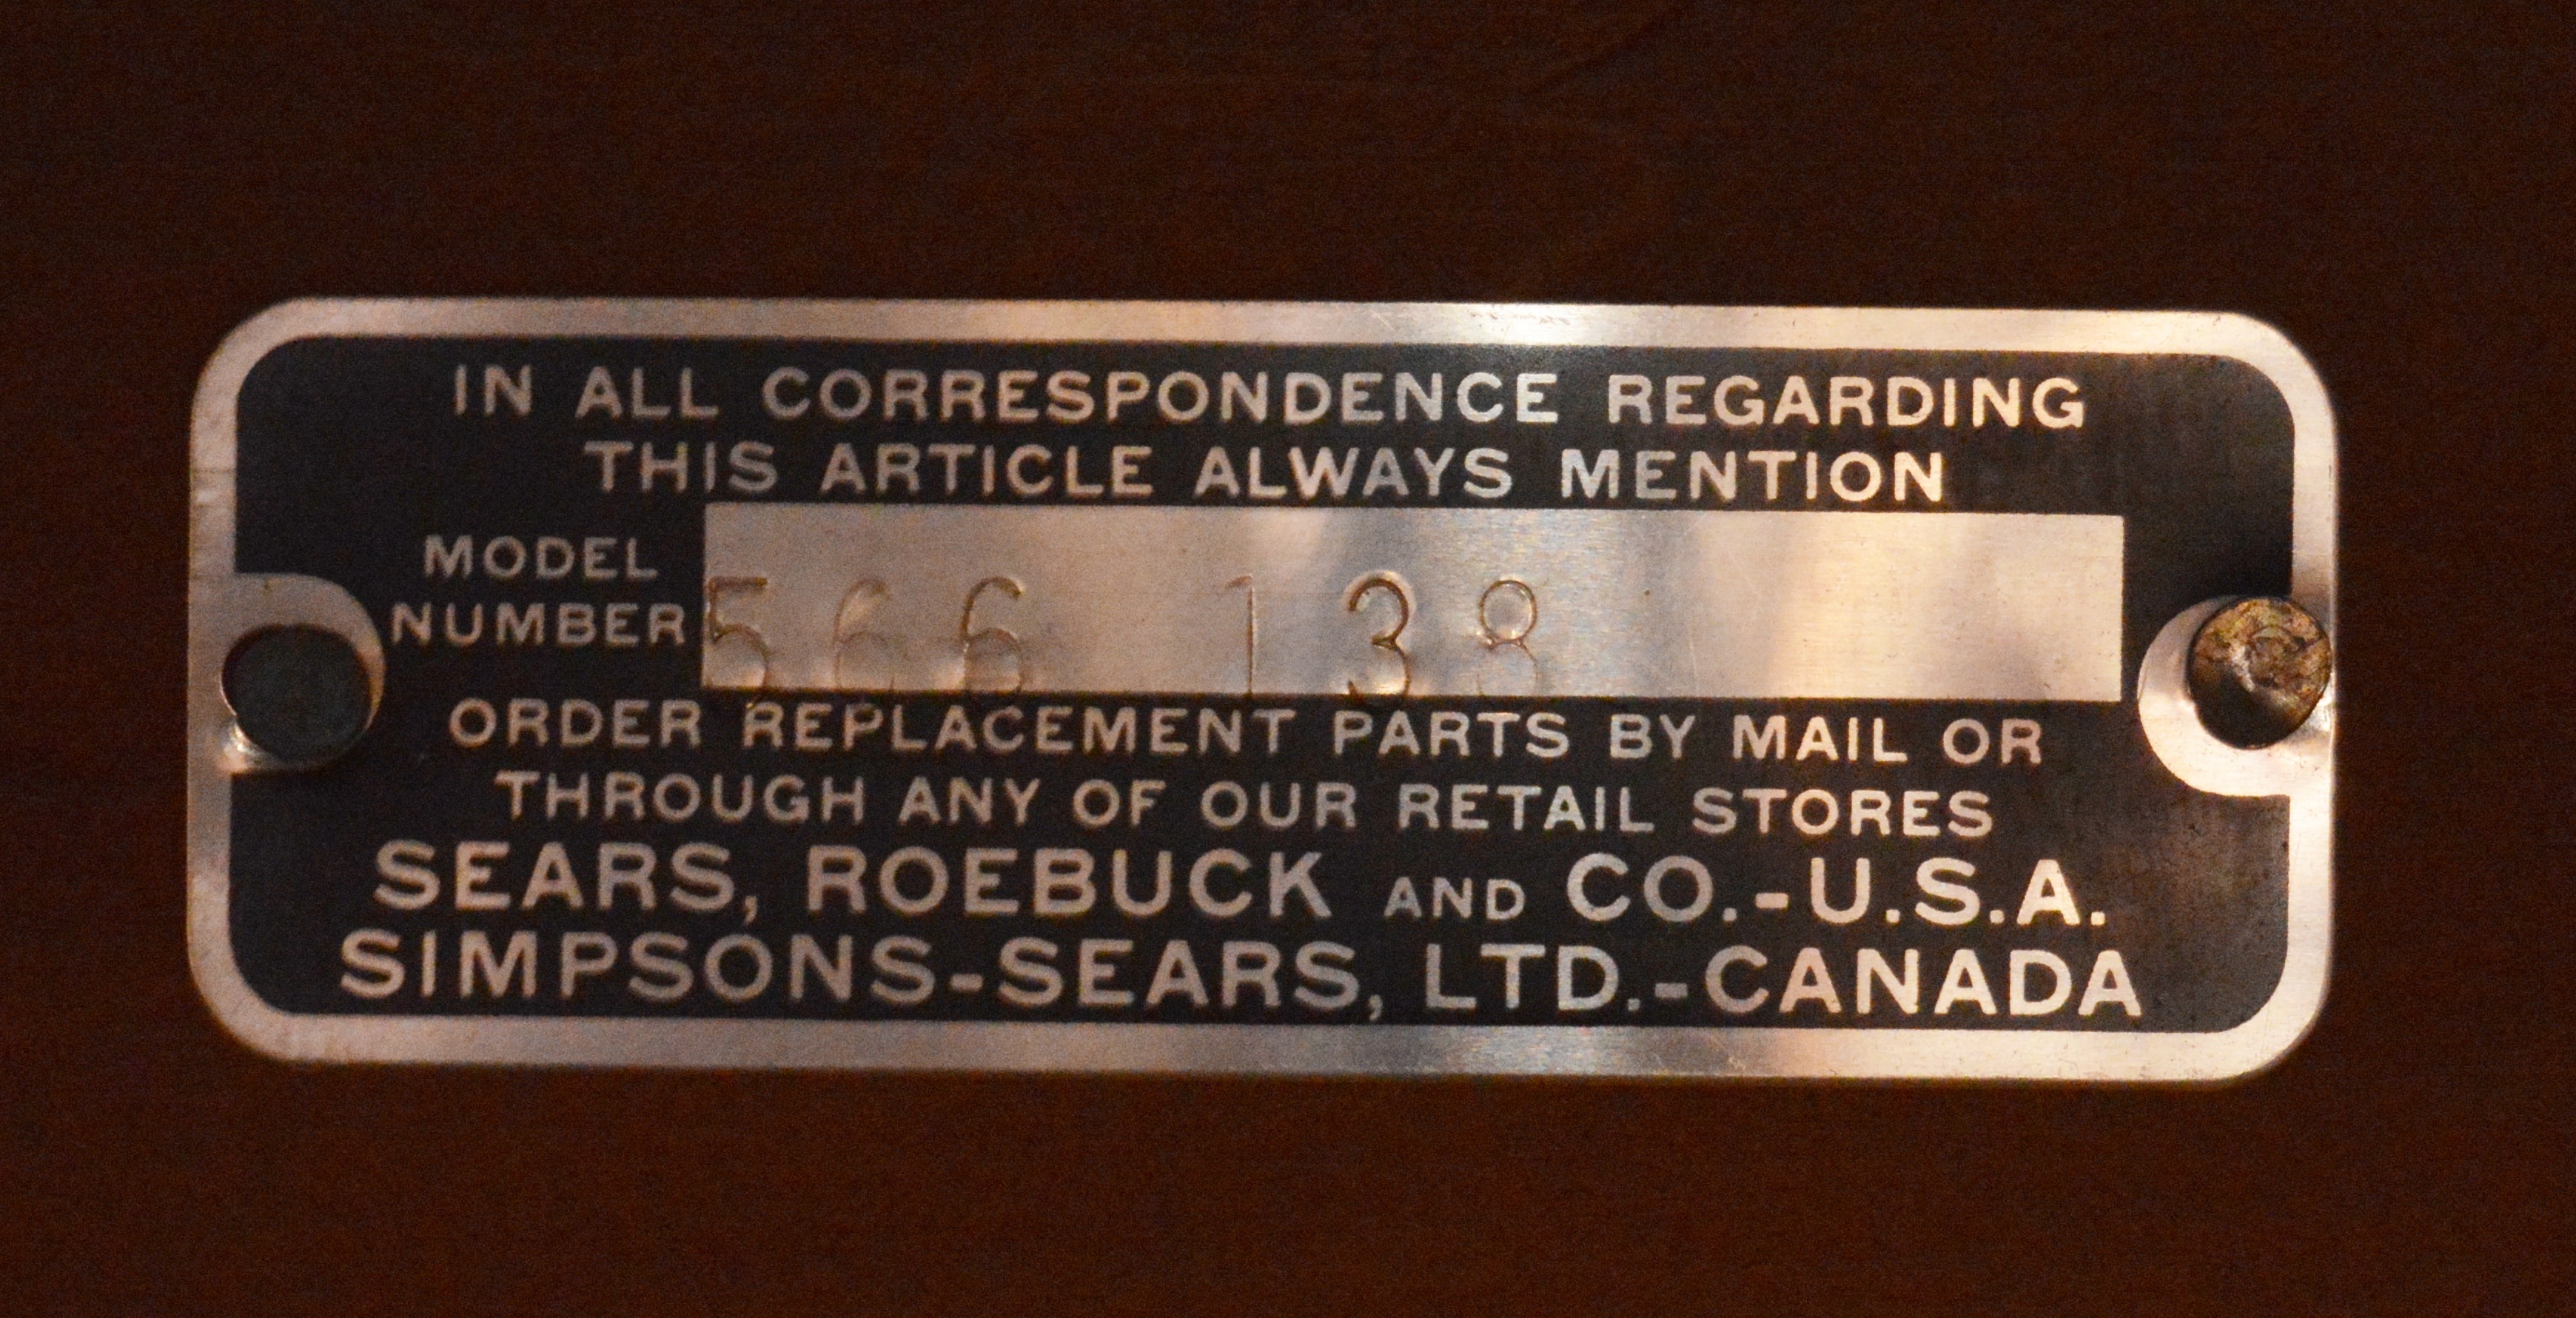 IN ALL CORRESPONDENCE REGARDING
THIS ARTICLE ALWAYS MENTION
MODEL
NUMBER 566 138
ORDER REPLACEMENT PARTS BY MAIL OR
THROUGH ANY OF OUR RETAIL STORES
SEARS, ROEBUCK AND CO.-U.S.A.
SIMPSONS-SEARS, LTD.-CANADA